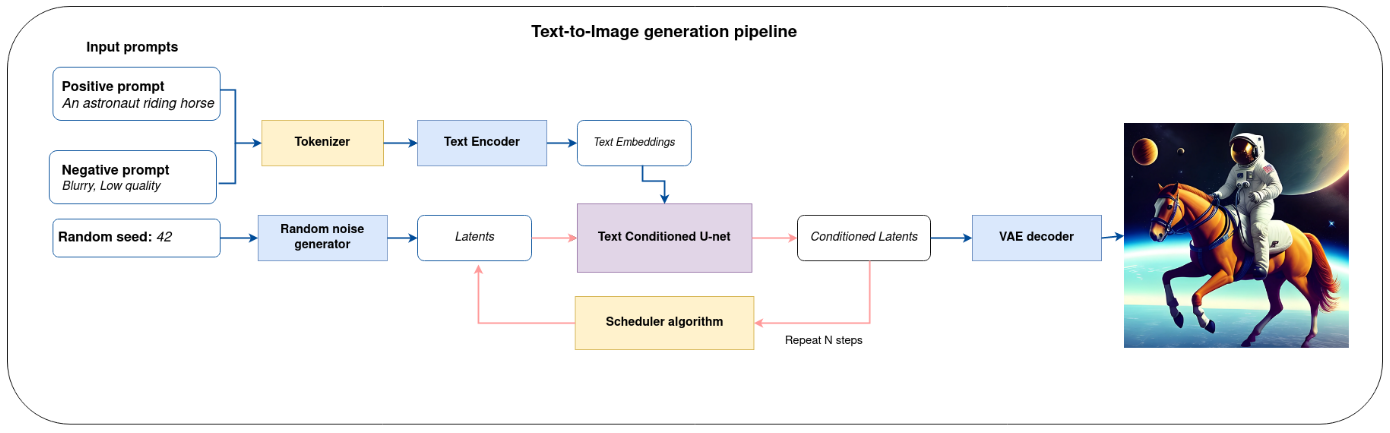 Text-to-Image generation pipeline
Input prompts
Positive prompt
An astronaut riding horse
Negative prompt
Blurry, Low quality
Tokenizer
Text Encoder
Text Embeddings
Random seed: 42
Random noise
generator
Latents
Text Conditioned U-net
Conditioned Latents
VAE decoder
Scheduler algorithm
Repeat N steps